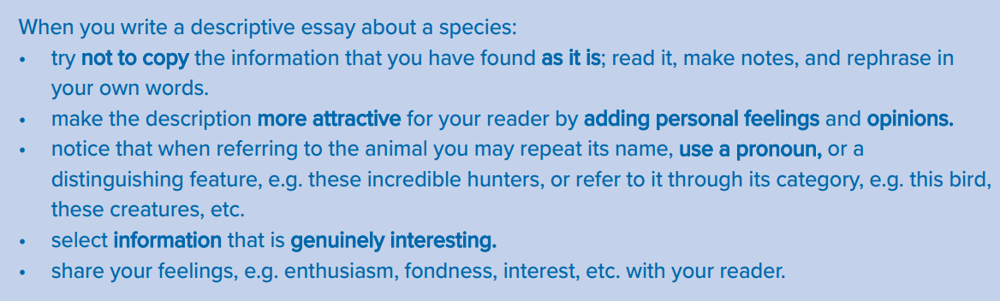 When you write a descriptive essay about a species:
• try not to copy the information that you have found as it is; read it, make notes, and rephrase in
your own words.
• make the description more attractive for your reader by adding personal feelings and opinions.
• notice that when referring to the animal you may repeat its name, use a pronoun, or a
distinguishing feature, e.g. these incredible hunters, or refer to it through its category, e.g. this bird,
these creatures, etc.
• select information that is genuinely interesting.
• share your feelings, e.g. enthusiasm, fondness, interest, etc. with your reader.